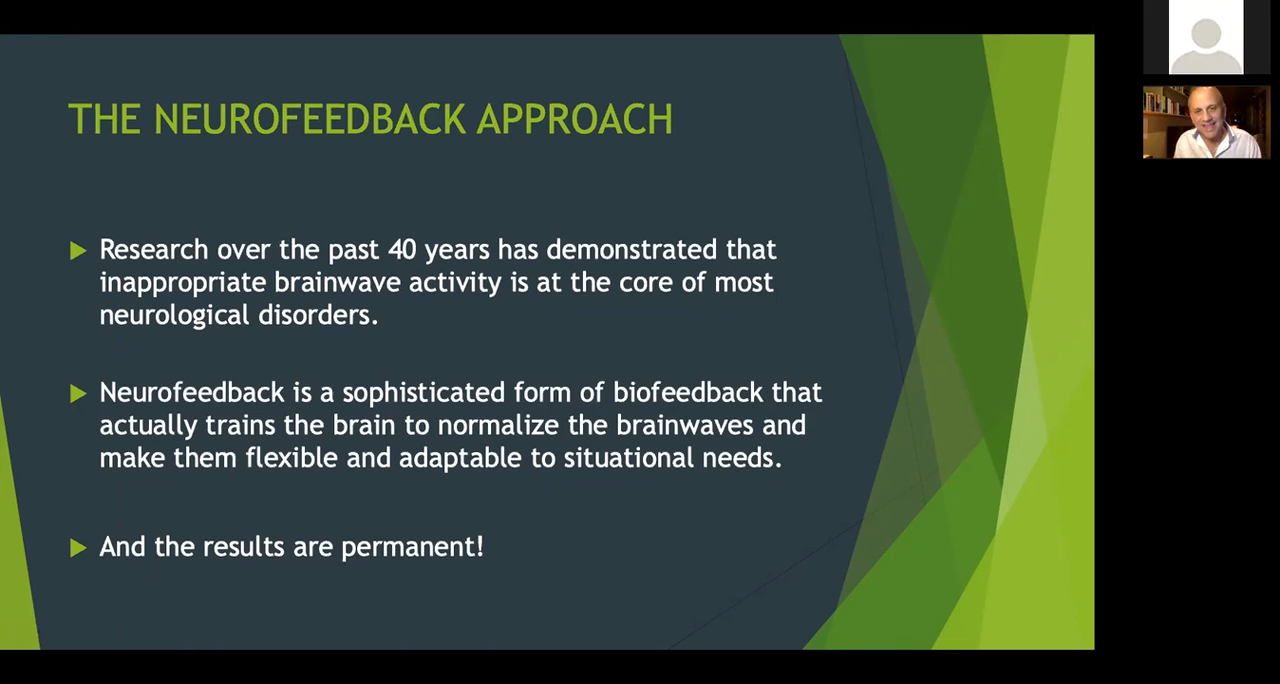 THE NEUROFEEDBACK APPROACH
Research over the past 40 years has demonstrated that
inappropriate brainwave activity is at the core of most
neurological disorders.
Neurofeedback is a sophisticated form of biofeedback that
actually trains the brain to normalize the brainwaves and
make them flexible and adaptable to situational needs.
And the results are permanent!